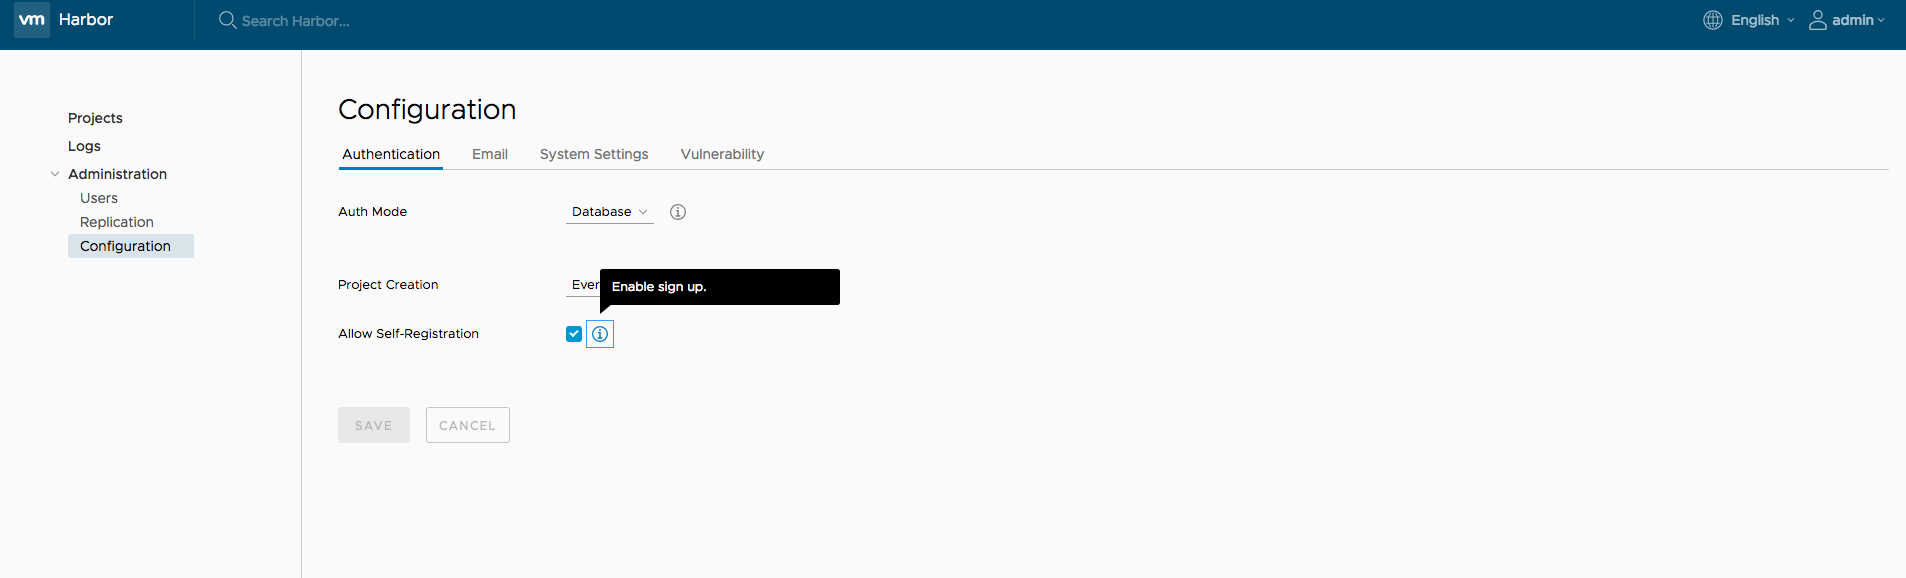 vm Harbor Search Harbor... English admin
Projects
Logs
Administration
Users
Replication
Configuration
Configuration
Authentication Email System Settings Vulnerability
Auth Mode Database
Project Creation Ever
Enable sign up.
Allow Self-Registration
SAVE CANCEL